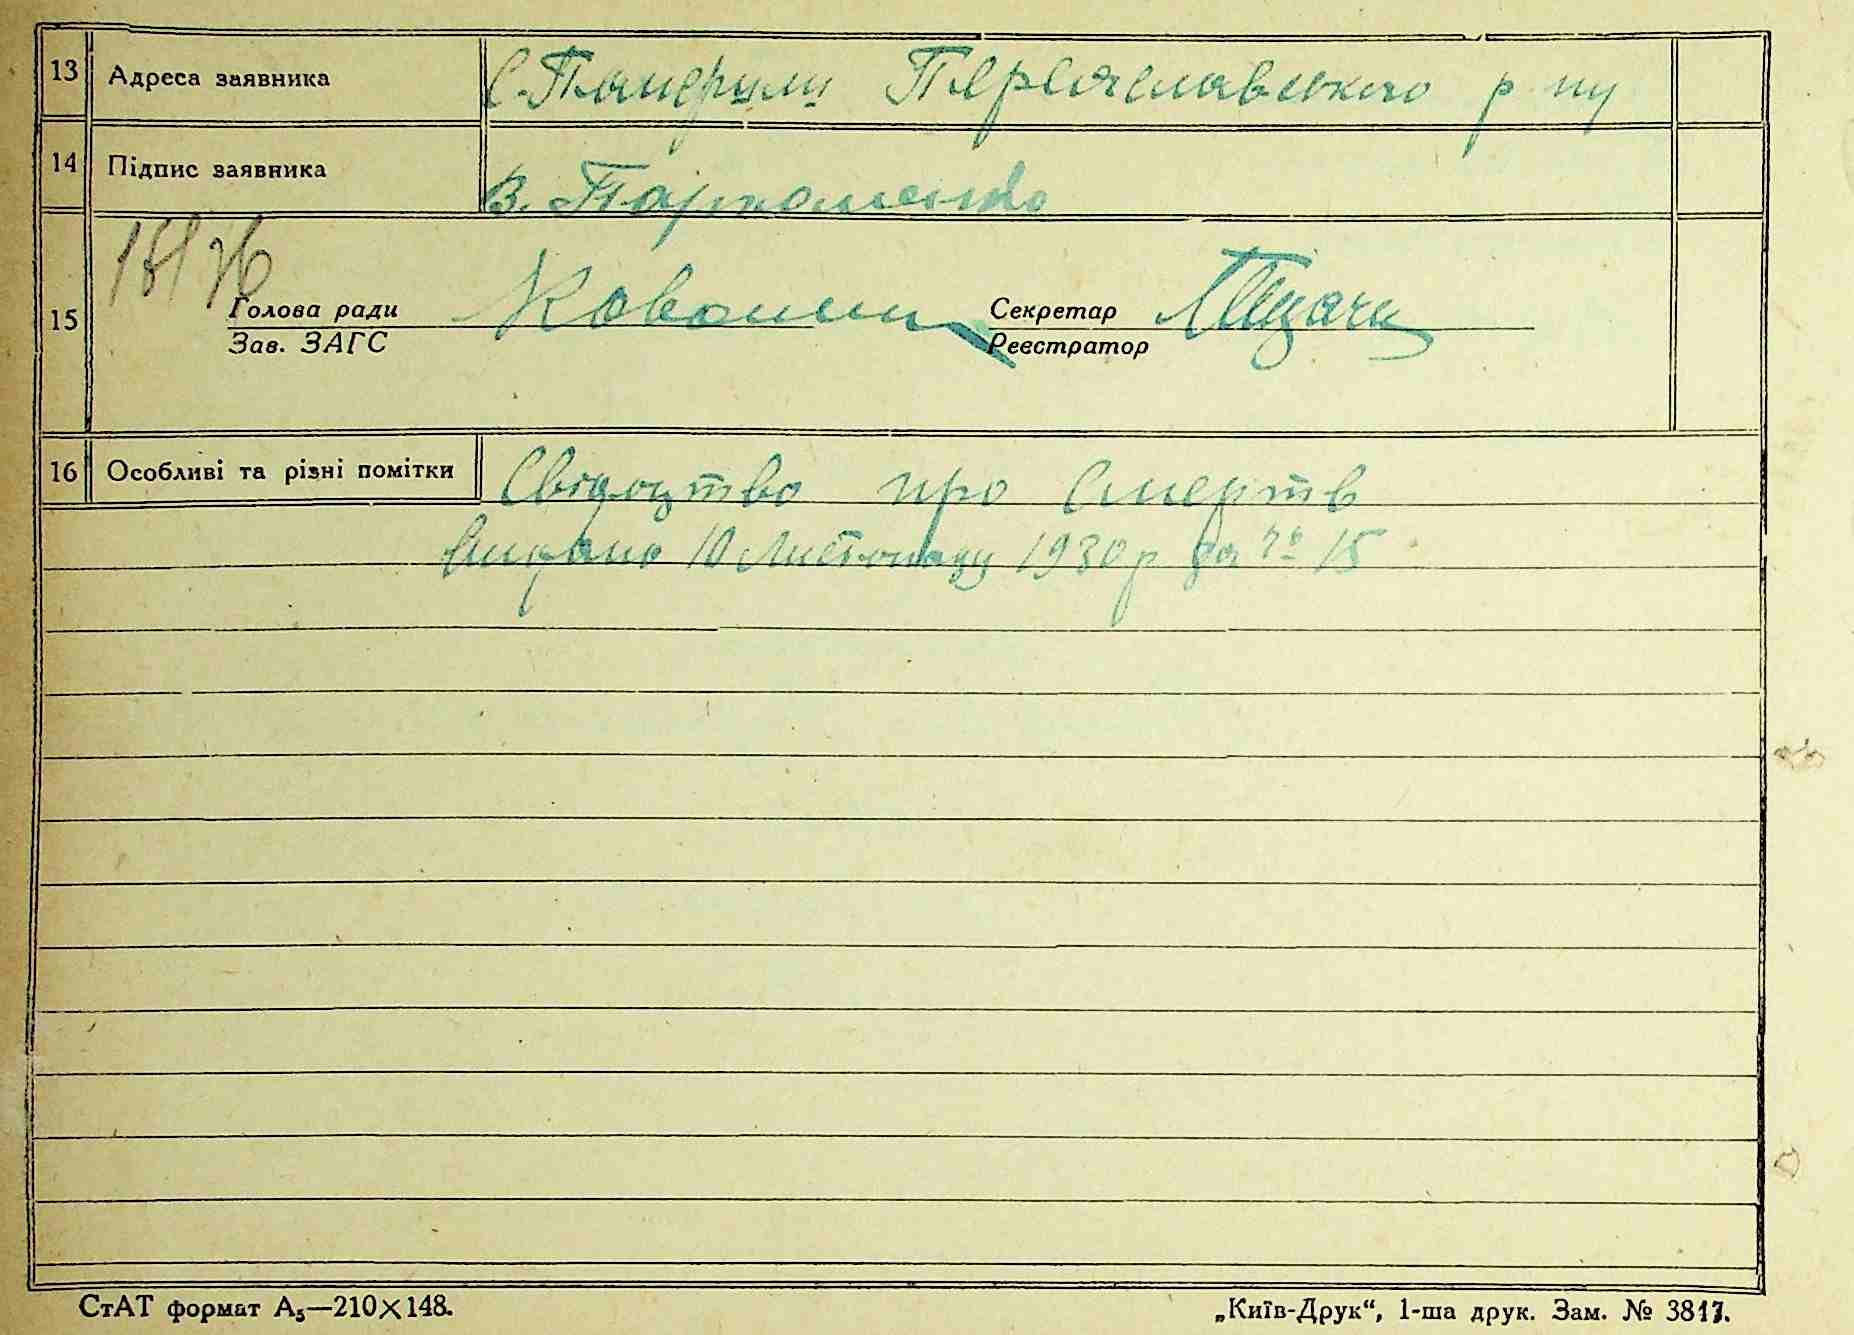 13 Адреса заявника С. Помоклі Переяславського р ну
14 Підпис заявника В. Пархоменко
15 Голова ради Секретар
Зав. ЗАГС Реєстратор
16 Особливі та різні помітки Свідоцтво про Смерть
Видано 10 Листопаду 1930 р за № 15
СтАТ формат А₅—210×148. „Київ-Друк“, 1-ша друк. Зам. № 3817.